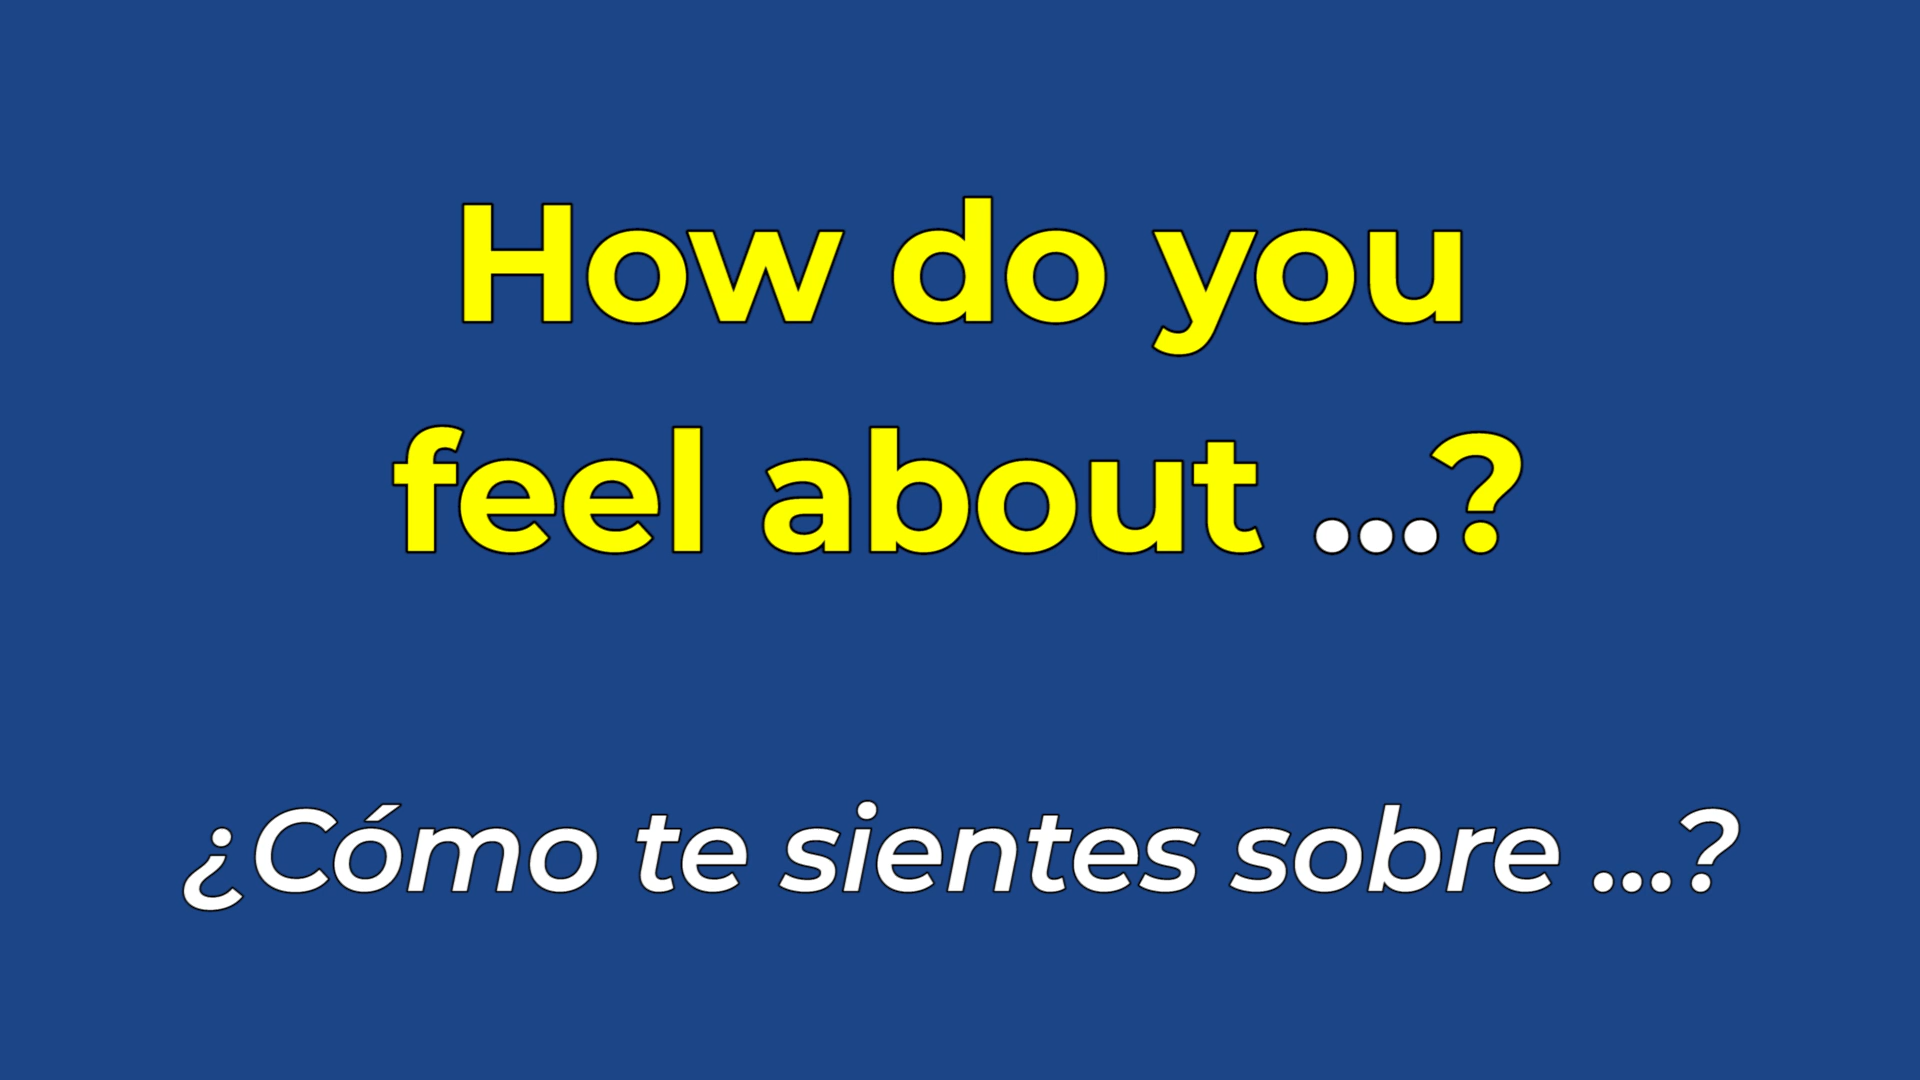 How do you
feel about ...?
¿Cómo te sientes sobre ...?